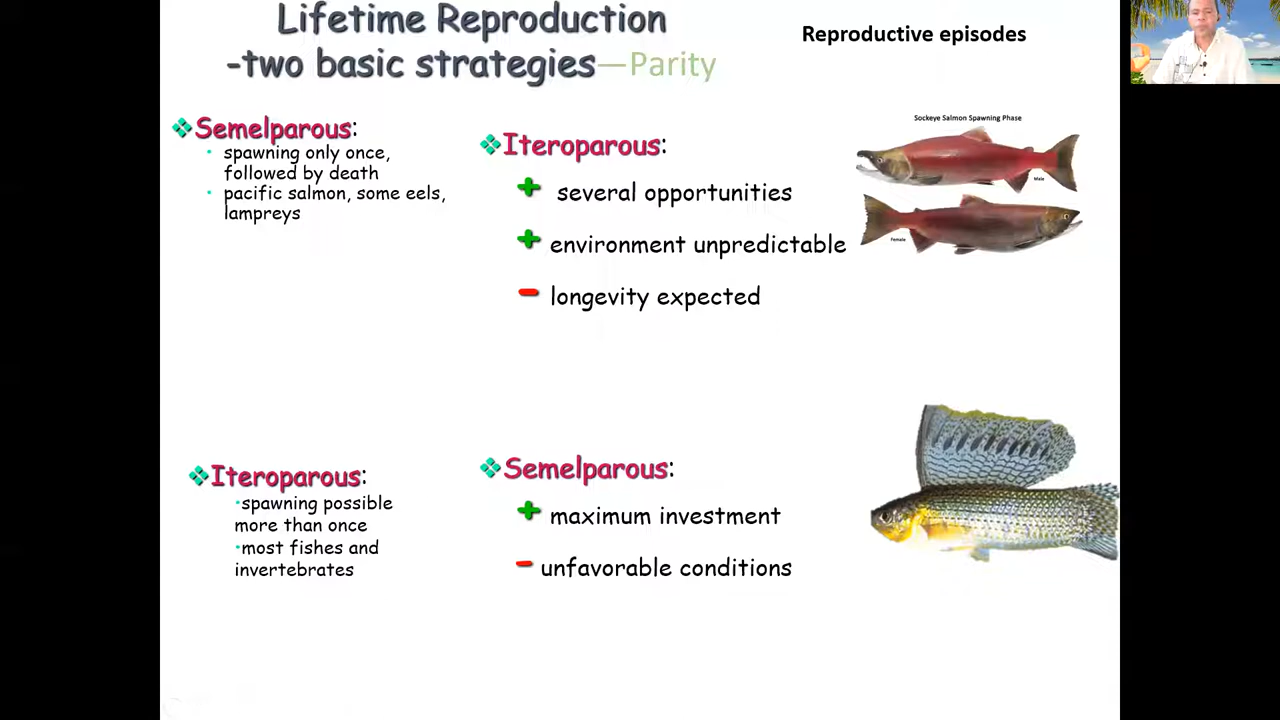 Lifetime Reproduction
-two basic strategies—Parity
Reproductive episodes
❖Semelparous:
• spawning only once,
followed by death
• pacific salmon, some eels,
lampreys
❖Iteroparous:
+ several opportunities
+ environment unpredictable
- longevity expected
Sockeye Salmon Spawning Phase
Male
Female
❖Iteroparous:
•spawning possible
more than once
•most fishes and
invertebrates
❖Semelparous:
+ maximum investment
- unfavorable conditions